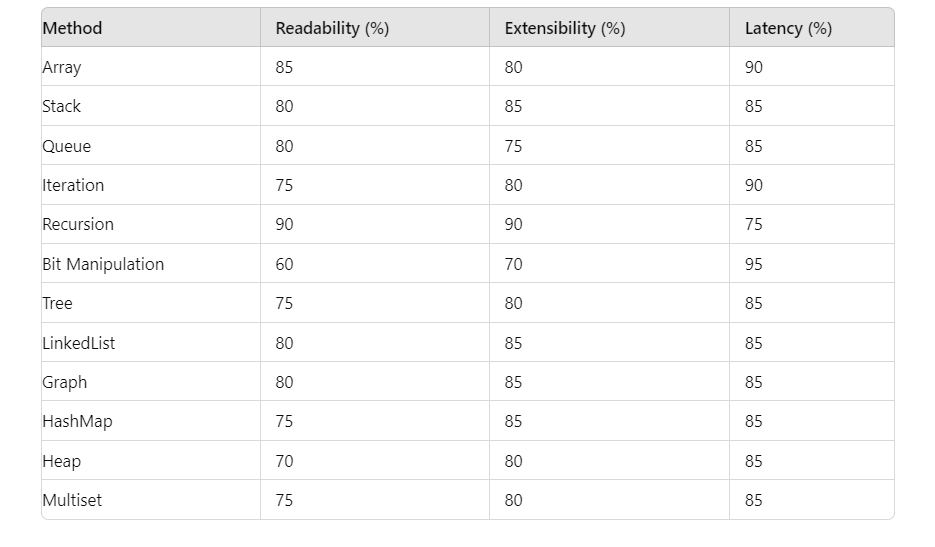 Method Readability (%) Extensibility (%) Latency (%)
Array 85 80 90
Stack 80 85 85
Queue 80 75 85
Iteration 75 80 90
Recursion 90 90 75
Bit Manipulation 60 70 95
Tree 75 80 85
LinkedList 80 85 85
Graph 80 85 85
HashMap 75 85 85
Heap 70 80 85
Multiset 75 80 85